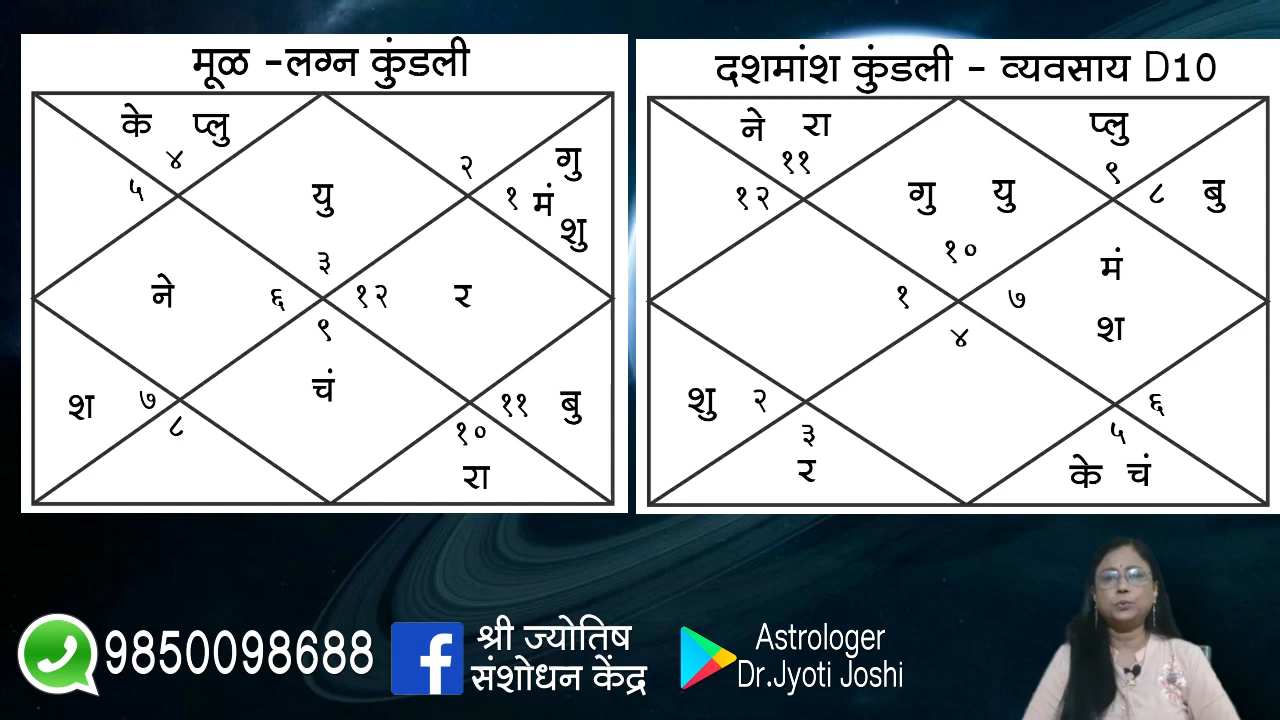 मूळ -लग्न कुंडली
के प्लु
४
५
यु
३
२
गु
१ मं
शु
ने
६
१२ र
९
चं
श ७
८
११ बु
१०
रा
दशमांश कुंडली - व्यवसाय D10
ने रा
११
१२
गु यु
१०
प्लु
९
८ बु
१
४
७
मं
श
शु २
३
र
६
५
के चं
9850098688
श्री ज्योतिष
संशोधन केंद्र
Astrologer
Dr.Jyoti Joshi